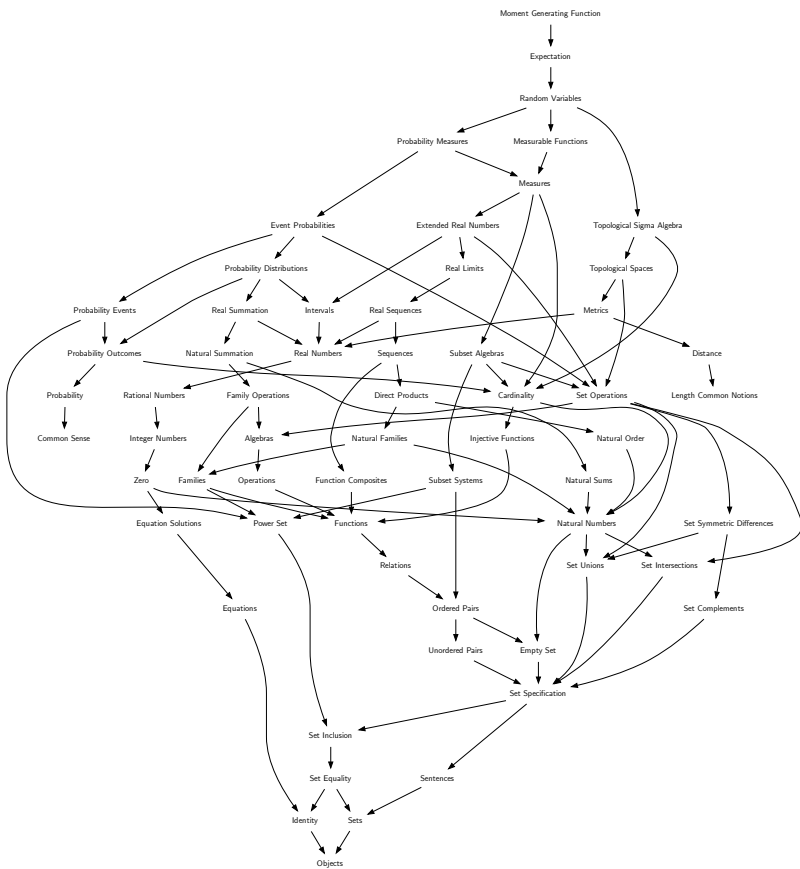 Moment Generating Function
Expectation
Random Variables
Probability Measures
Measurable Functions
Measures
Event Probabilities
Extended Real Numbers
Topological Sigma Algebra
Probability Distributions
Real Limits
Topological Spaces
Probability Events
Real Summation
Intervals
Real Sequences
Metrics
Probability Outcomes
Natural Summation
Real Numbers
Sequences
Subset Algebras
Distance
Probability
Rational Numbers
Family Operations
Direct Products
Cardinality
Set Operations
Length Common Notions
Common Sense
Integer Numbers
Algebras
Natural Families
Injective Functions
Natural Order
Zero
Families
Operations
Function Composites
Subset Systems
Natural Sums
Equation Solutions
Power Set
Functions
Natural Numbers
Set Symmetric Differences
Relations
Set Unions
Set Intersections
Equations
Ordered Pairs
Set Complements
Unordered Pairs
Empty Set
Set Specification
Set Inclusion
Set Equality
Sentences
Identity
Sets
Objects